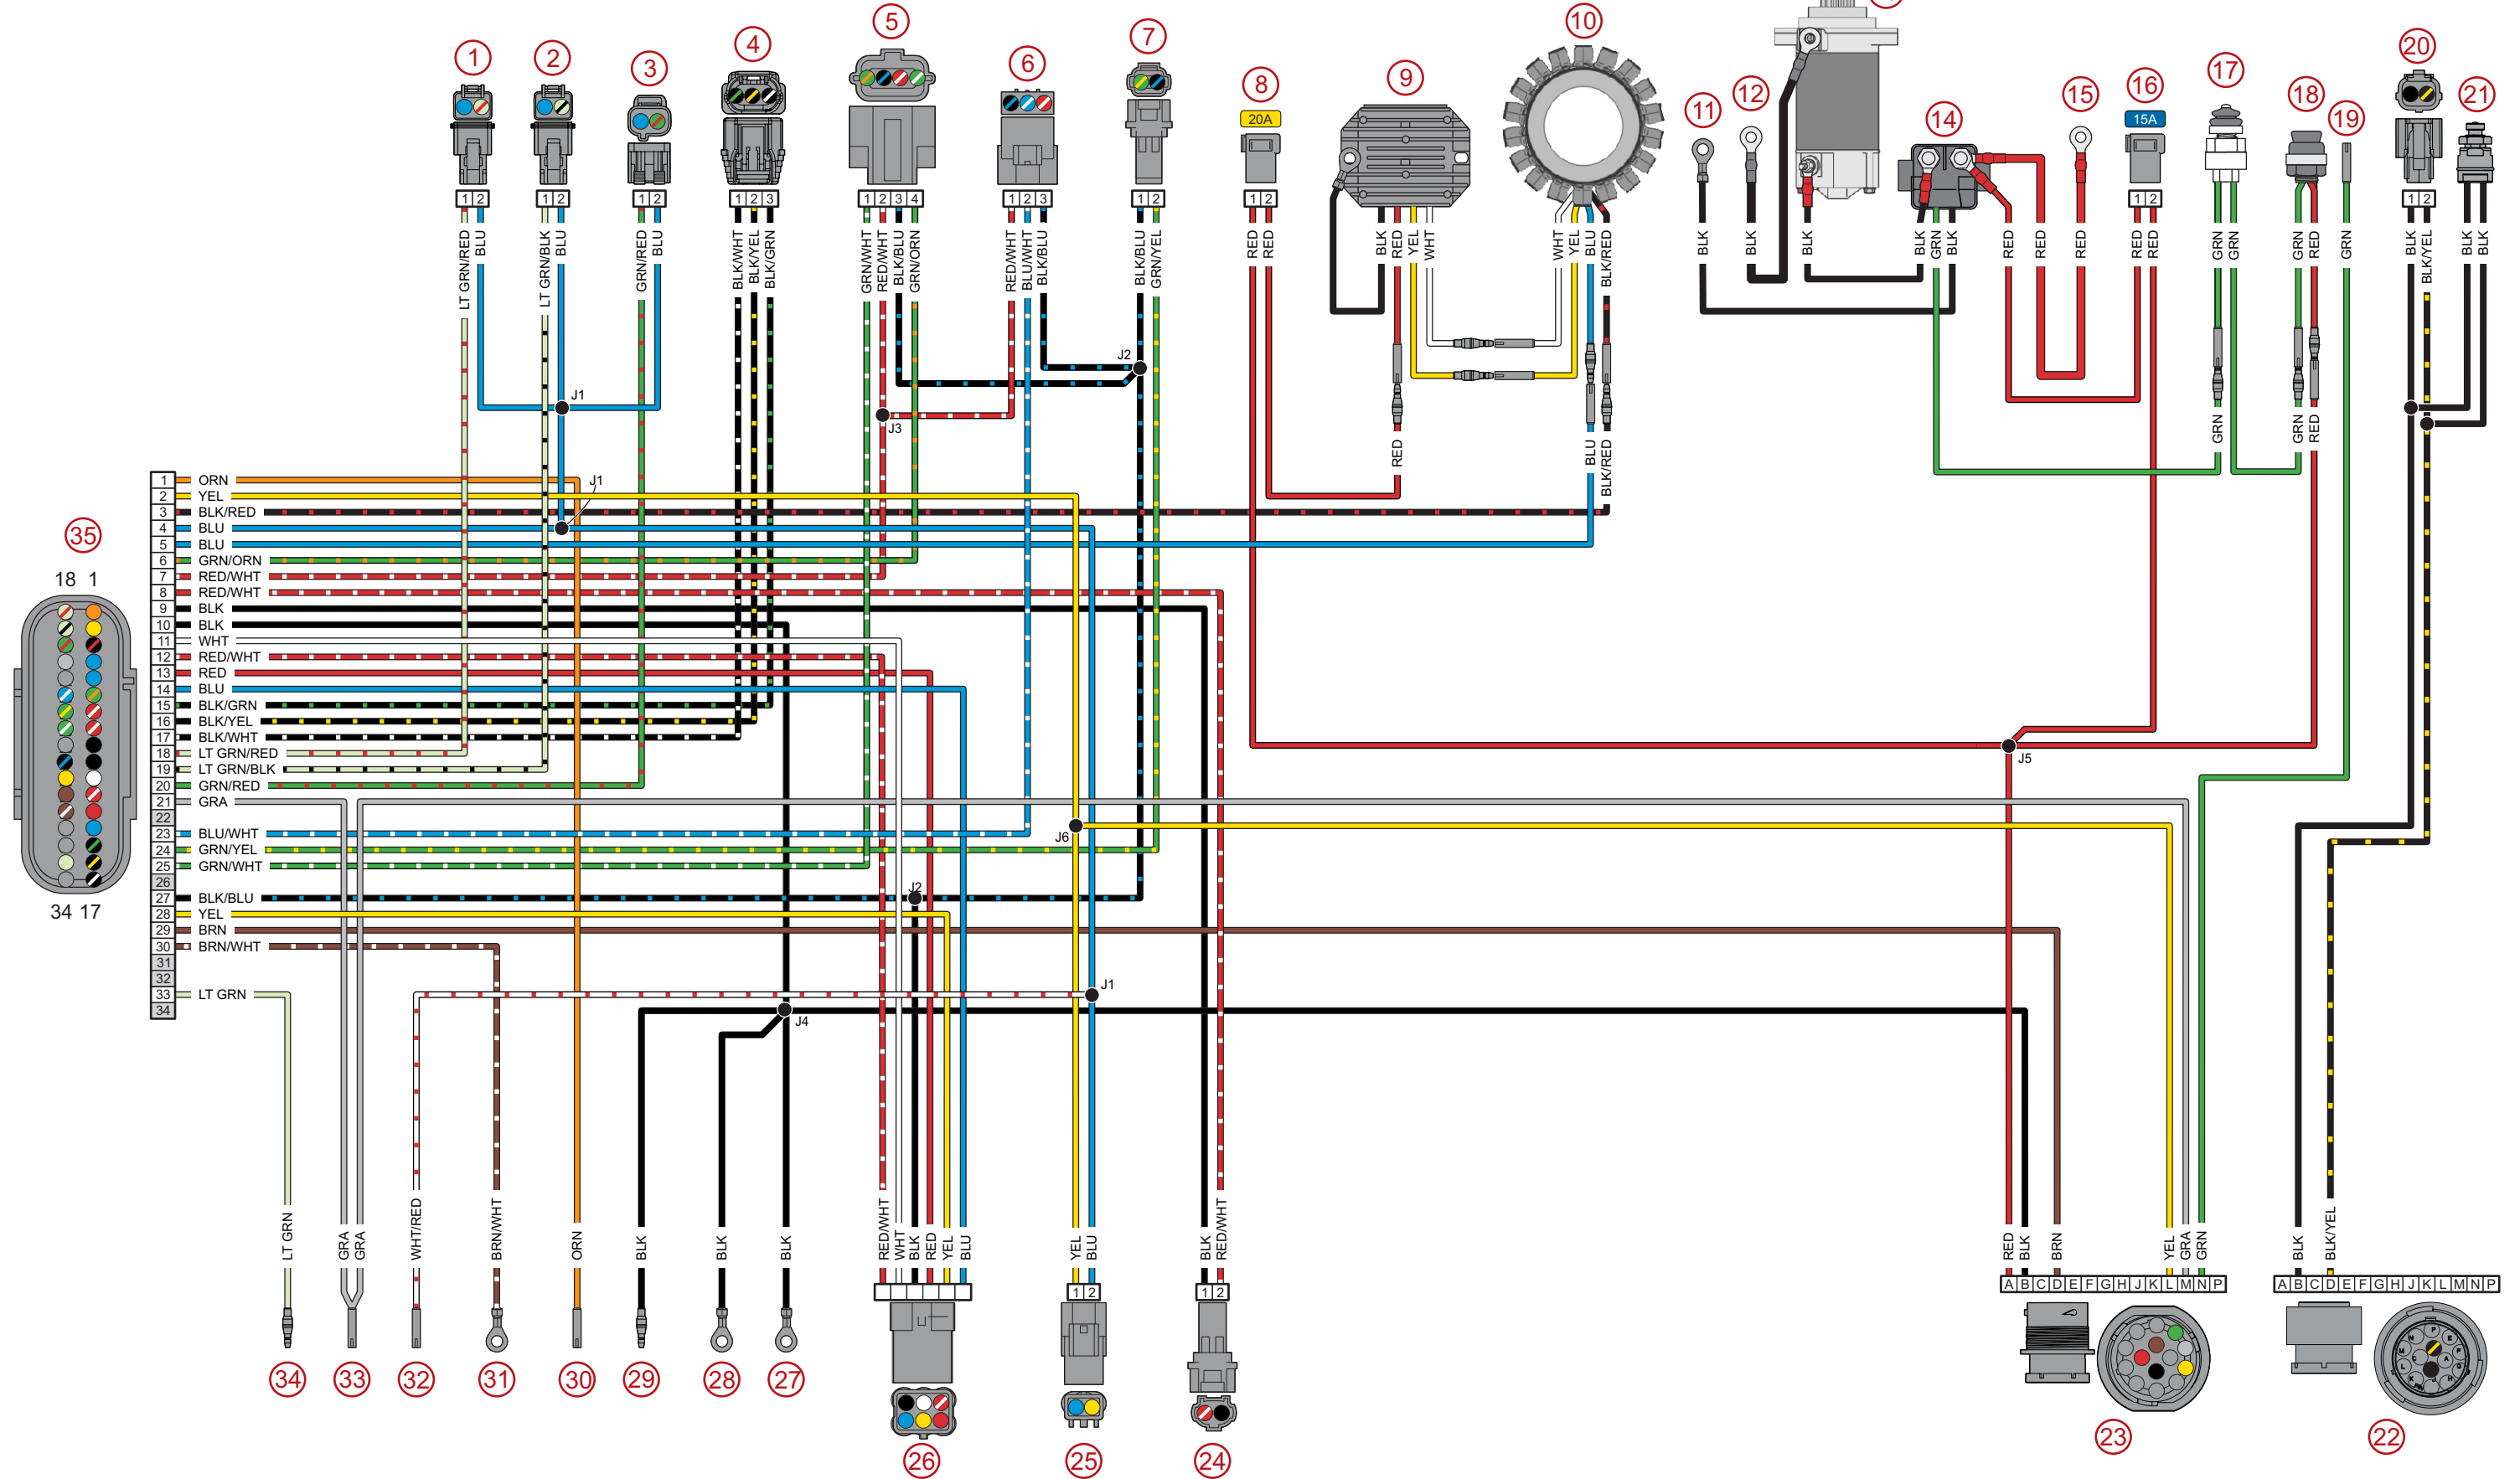 1
2
3
4
5
6
7
8
9
10
11
12
14
15
16
17
18
19
20
21
20A
15A
1 2
1 2
1 2
1 2 3
1 2 3 4
1 2 3
1 2
1 2
1 2
1 2
LT GRN/RED
BLU
LT GRN/BLK
BLU
GRN/RED
BLU
BLK/WHT
BLK/YEL
BLK/GRN
GRN/WHT
RED/WHT
BLK/BLU
GRN/ORN
RED/WHT
BLU/WHT
BLK/BLU
BLK/BLU
GRN/YEL
RED
RED
BLK
RED
YEL
WHT
WHT
YEL
BLU
BLK/RED
BLK
BLK
BLK
BLK
GRN
BLK
RED
RED
RED
RED
RED
GRN
GRN
GRN
RED
GRN
BLK
BLK/YEL
BLK
BLK
J2
J1
J3
RED
BLU
BLK/RED
GRN
GRN
RED
J1
35
18 1
34 17
1 ORN
2 YEL
3 BLK/RED
4 BLU
5 BLU
6 GRN/ORN
7 RED/WHT
8 RED/WHT
9 BLK
10 BLK
11 WHT
12 RED/WHT
13 RED
14 BLU
15 BLK/GRN
16 BLK/YEL
17 BLK/WHT
18 LT GRN/RED
19 LT GRN/BLK
20 GRN/RED
21 GRA
22
23 BLU/WHT
24 GRN/YEL
25 GRN/WHT
26
27 BLK/BLU
28 YEL
29 BRN
30 BRN/WHT
31
32
33 LT GRN
34
J5
J6
J2
J1
J4
LT GRN
GRA
GRA
WHT/RED
BRN/WHT
ORN
BLK
BLK
BLK
RED/WHT
WHT
BLK
RED
YEL
BLU
YEL
BLU
BLK
RED/WHT
RED
BLK
BRN
YEL
GRA
GRN
BLK
BLK/YEL
1 2
1 2
A B C D E F G H J K L M N P
A B C D E F G H J K L M N P
34
33
32
31
30
29
28
27
26
25
24
23
22